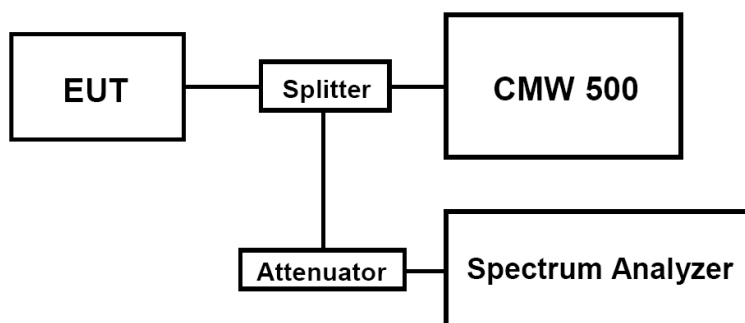 EUT
Splitter
CMW 500
Attenuator
Spectrum Analyzer